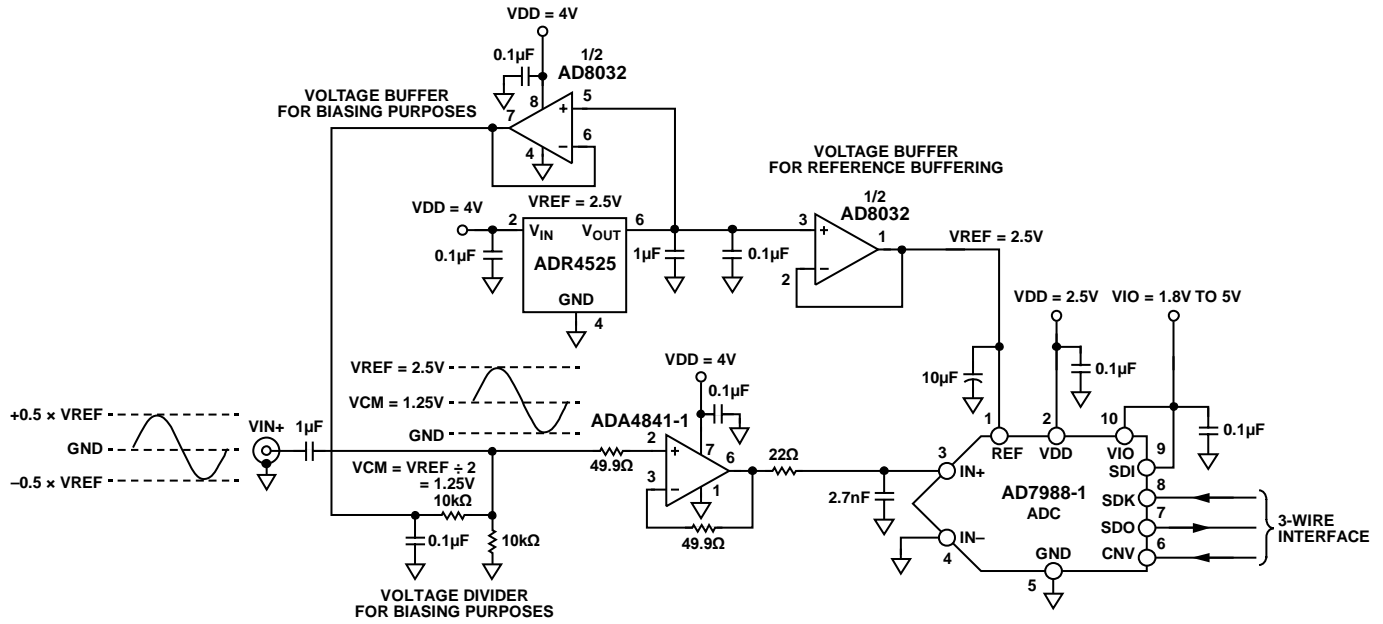 VDD = 4V
0.1µF
1/2
AD8032
VOLTAGE BUFFER
FOR BIASING PURPOSES
7
8
5
+
6
−
4
VOLTAGE BUFFER
FOR REFERENCE BUFFERING
1/2
AD8032
VREF = 2.5V
VDD = 4V
2
VIN
VOUT
6
ADR4525
GND
4
0.1µF
1µF
0.1µF
3
+
1
−
2
VREF = 2.5V
VDD = 2.5V
VIO = 1.8V TO 5V
10µF
0.1µF
0.1µF
VREF = 2.5V
VCM = 1.25V
GND
VDD = 4V
0.1µF
ADA4841-1
+0.5 × VREF
GND
−0.5 × VREF
VIN+
1µF
VCM = VREF ÷ 2
= 1.25V
10kΩ
0.1µF
10kΩ
VOLTAGE DIVIDER
FOR BIASING PURPOSES
49.9Ω
2
+
7
3
−
6
1
49.9Ω
22Ω
2.7nF
1
2
10
REF
VDD
VIO
3
IN+
9
SDI
AD7988-1
ADC
8
SDK
7
SDO
6
CNV
IN−
4
GND
5
3-WIRE
INTERFACE